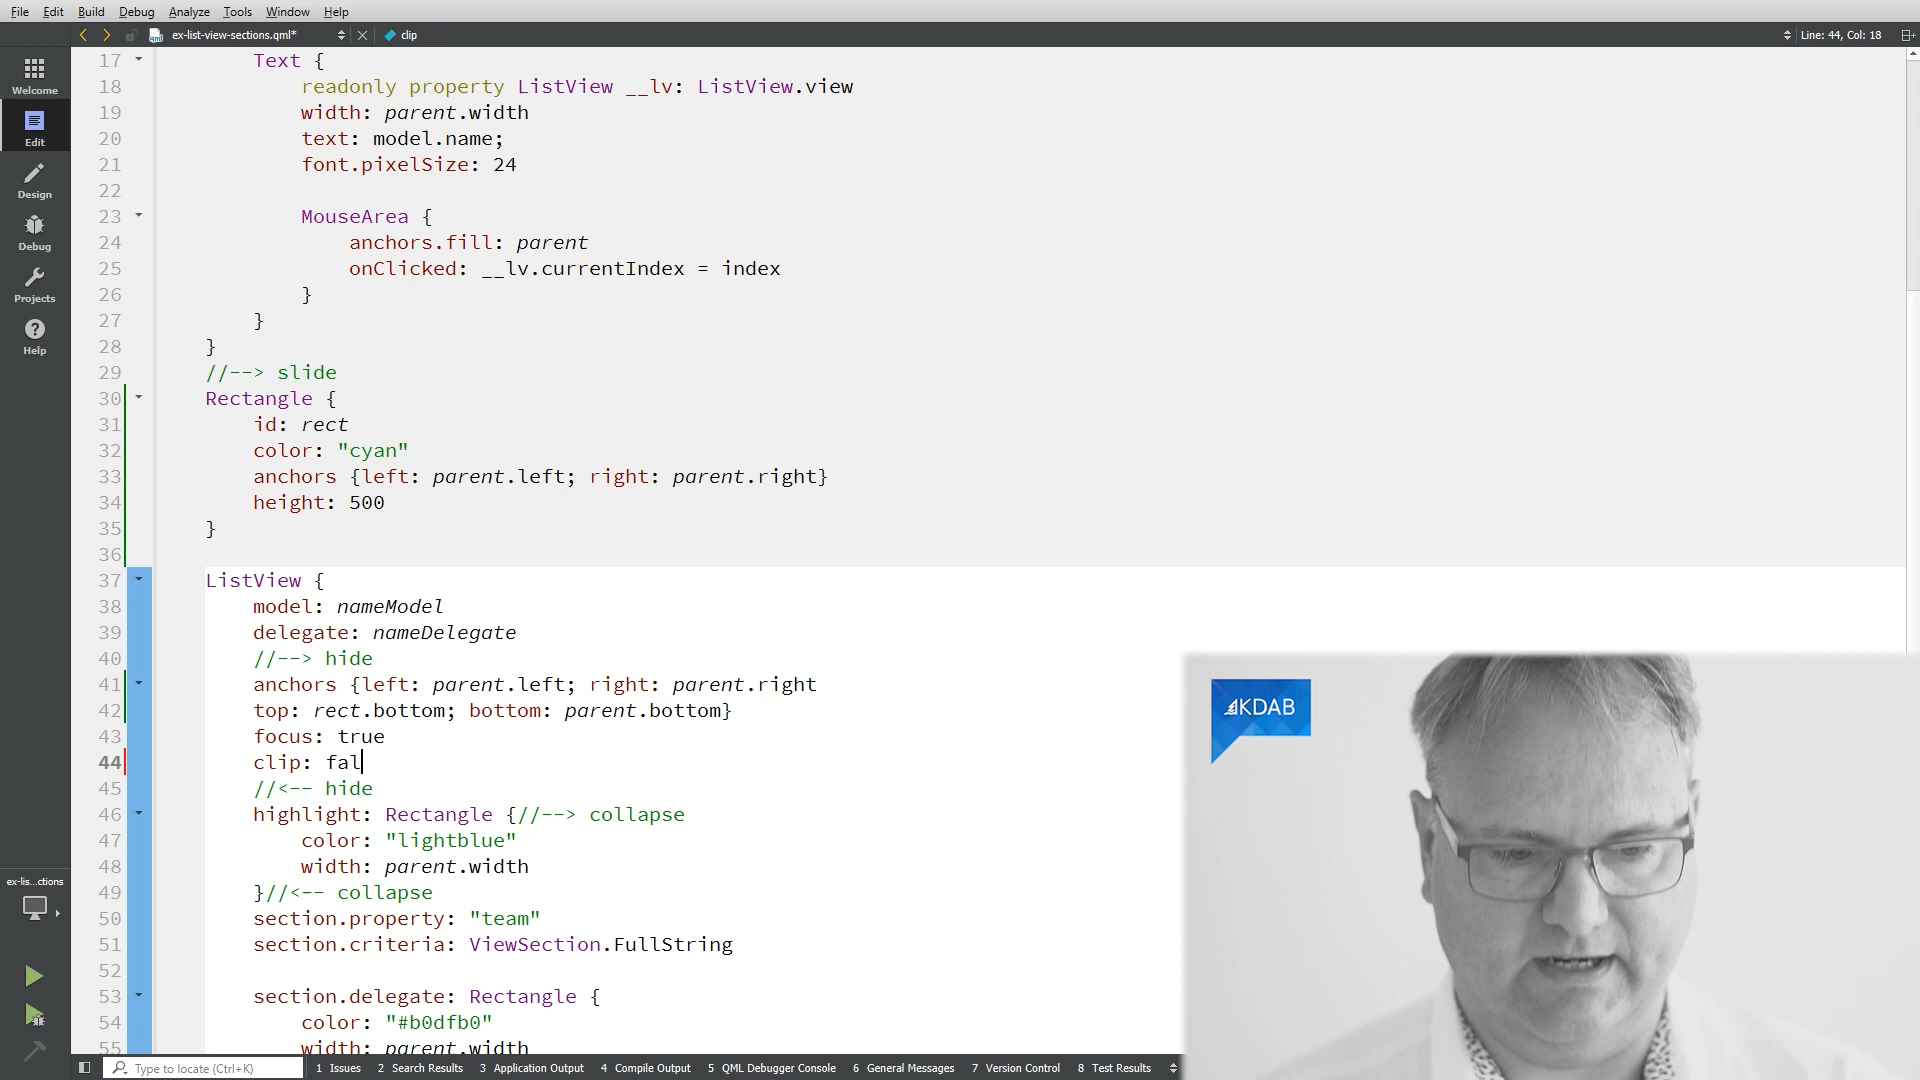 File Edit Build Debug Analyze Tools Window Help
ex-list-view-sections.qml* clip Line: 44, Col: 18
Welcome
Edit
Design
Debug
Projects
Help
ex-lis...ctions
17 Text {
18 readonly property ListView __lv: ListView.view
19 width: parent.width
20 text: model.name;
21 font.pixelSize: 24
22
23 MouseArea {
24 anchors.fill: parent
25 onClicked: __lv.currentIndex = index
26 }
27 }
28 }
29 //--> slide
30 Rectangle {
31 id: rect
32 color: "cyan"
33 anchors {left: parent.left; right: parent.right}
34 height: 500
35 }
36
37 ListView {
38 model: nameModel
39 delegate: nameDelegate
40 //--> hide
41 anchors {left: parent.left; right: parent.right
42 top: rect.bottom; bottom: parent.bottom}
43 focus: true
44 clip: fal
45 //<-- hide
46 highlight: Rectangle {//--> collapse
47 color: "lightblue"
48 width: parent.width
49 }//<-- collapse
50 section.property: "team"
51 section.criteria: ViewSection.FullString
52
53 section.delegate: Rectangle {
54 color: "#b0dfb0"
55 width: parent.width
KDAB
Type to locate (Ctrl+K) 1 Issues 2 Search Results 3 Application Output 4 Compile Output 5 QML Debugger Console 6 General Messages 7 Version Control 8 Test Results